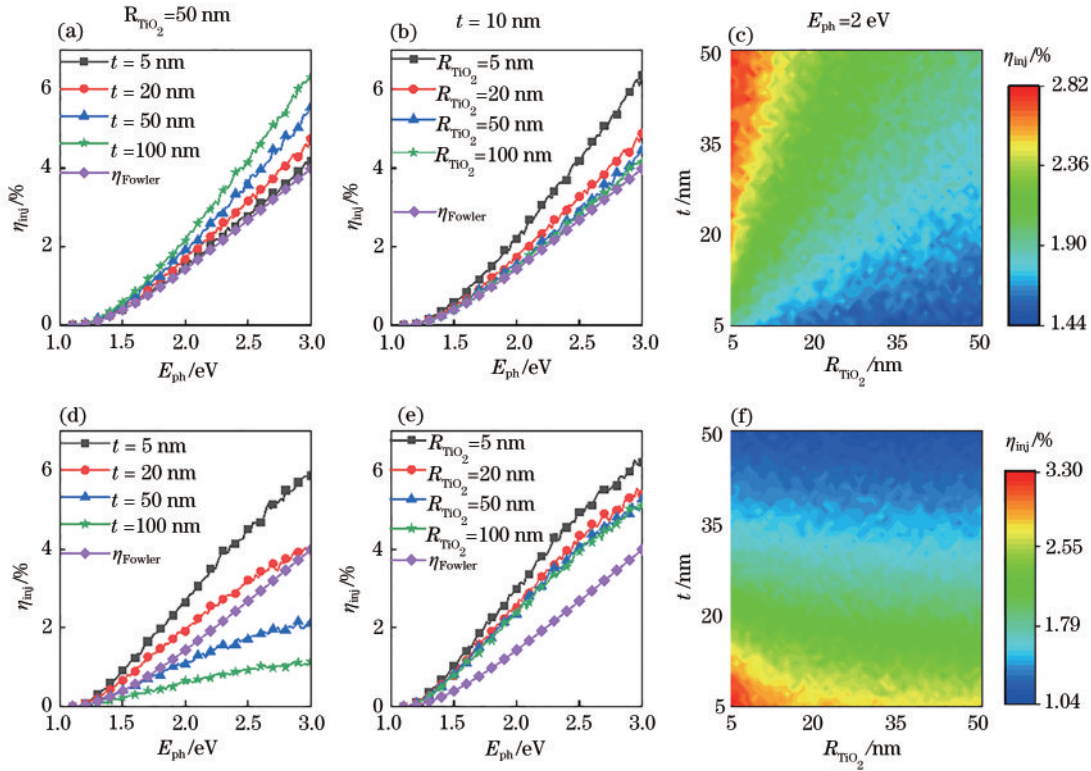 R_TiO₂=50 nm
t = 10 nm
E_ph=2 eV
(a)
t = 5 nm
t = 20 nm
t = 50 nm
t =100 nm
η_Fowler
η_inj/%
6
4
2
0
1.0 1.5 2.0 2.5 3.0
E_ph/eV
(b)
R_TiO₂=5 nm
R_TiO₂=20 nm
R_TiO₂=50 nm
R_TiO₂=100 nm
η_Fowler
η_inj/%
6
4
2
0
1.0 1.5 2.0 2.5 3.0
E_ph/eV
(c)
t/nm
50
35
20
5
5 20 35 50
R_TiO₂/nm
η_inj/%
2.82
2.36
1.90
1.44
(d)
t = 5 nm
t = 20 nm
t = 50 nm
t =100 nm
η_Fowler
η_inj/%
6
4
2
0
1.0 1.5 2.0 2.5 3.0
E_ph/eV
(e)
R_TiO₂=5 nm
R_TiO₂=20 nm
R_TiO₂=50 nm
R_TiO₂=100 nm
η_Fowler
η_inj/%
6
4
2
0
1.0 1.5 2.0 2.5 3.0
E_ph/eV
(f)
t/nm
50
35
20
5
5 20 35 50
R_TiO₂/nm
η_inj/%
3.30
2.55
1.79
1.04